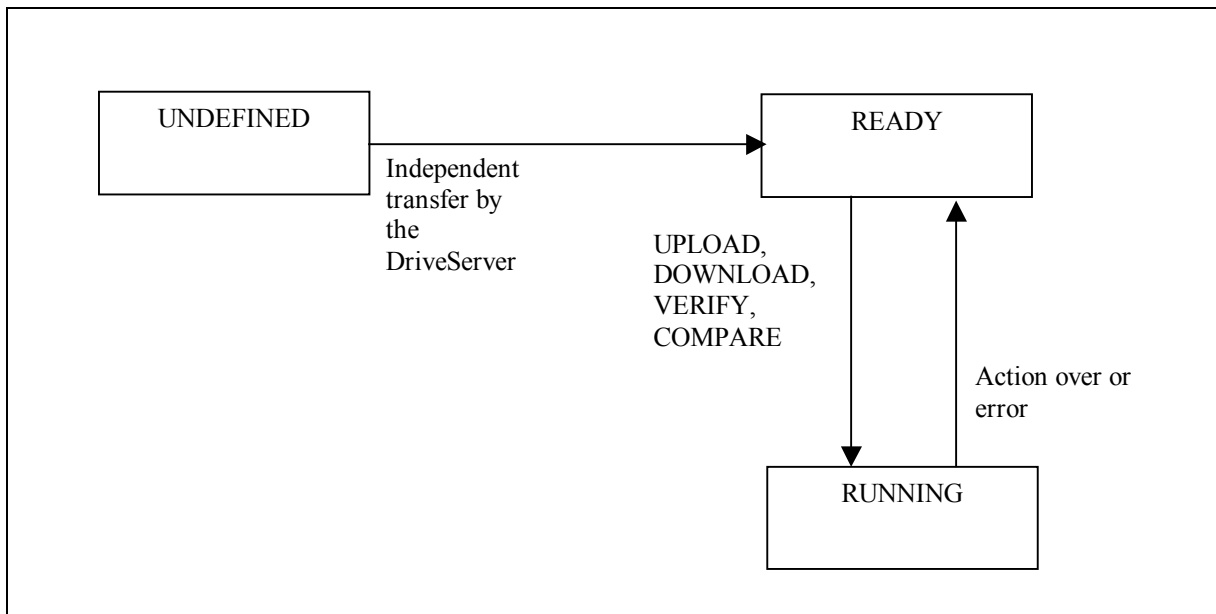 UNDEFINED
READY
Independent
transfer by
the
DriveServer
UPLOAD,
DOWNLOAD,
VERIFY,
COMPARE
Action over or
error
RUNNING